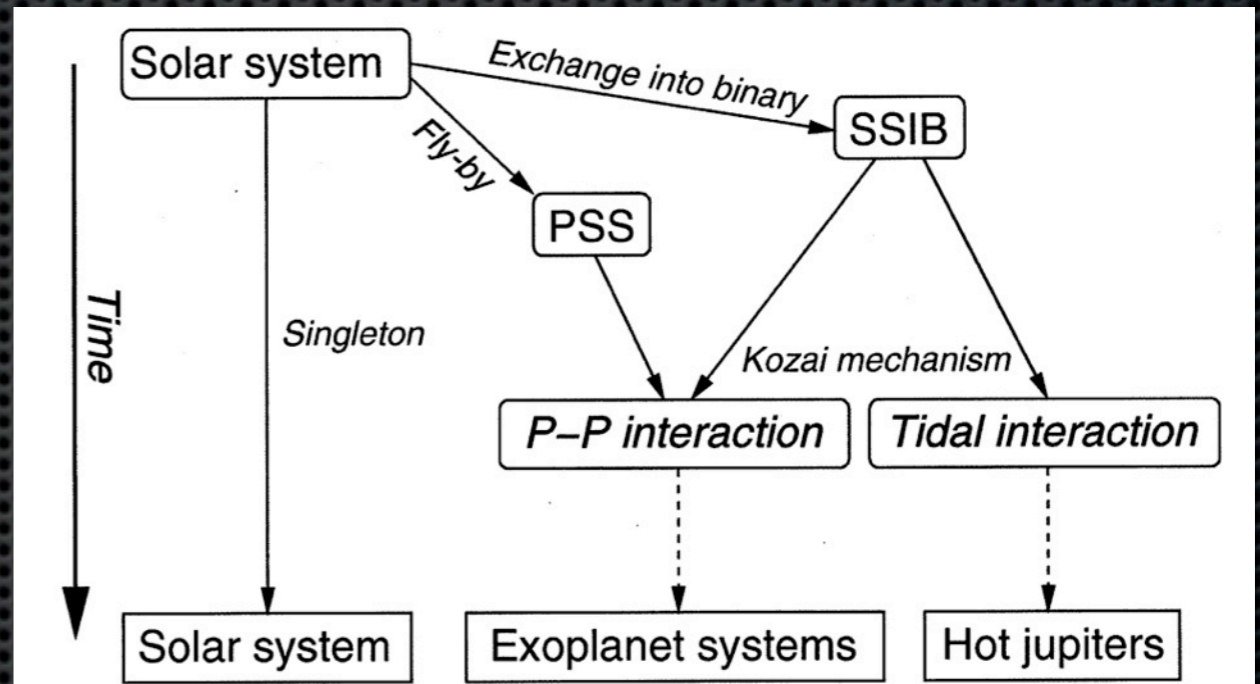 Solar system
Exchange into binary
SSIB
Fly-by
PSS
Time
Singleton
Kozai mechanism
P–P interaction
Tidal interaction
Solar system
Exoplanet systems
Hot jupiters